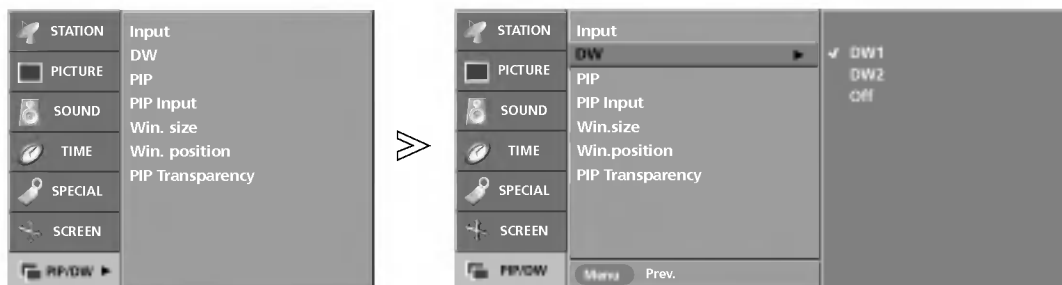 STATION
PICTURE
SOUND
TIME
SPECIAL
SCREEN
PIP/DW
Input
DW
PIP
PIP Input
Win. size
Win. position
PIP Transparency
STATION
PICTURE
SOUND
TIME
SPECIAL
SCREEN
PIP/DW
Input
DW
PIP
PIP Input
Win.size
Win.position
PIP Transparency
Menu Prev.
DW1
DW2
Off